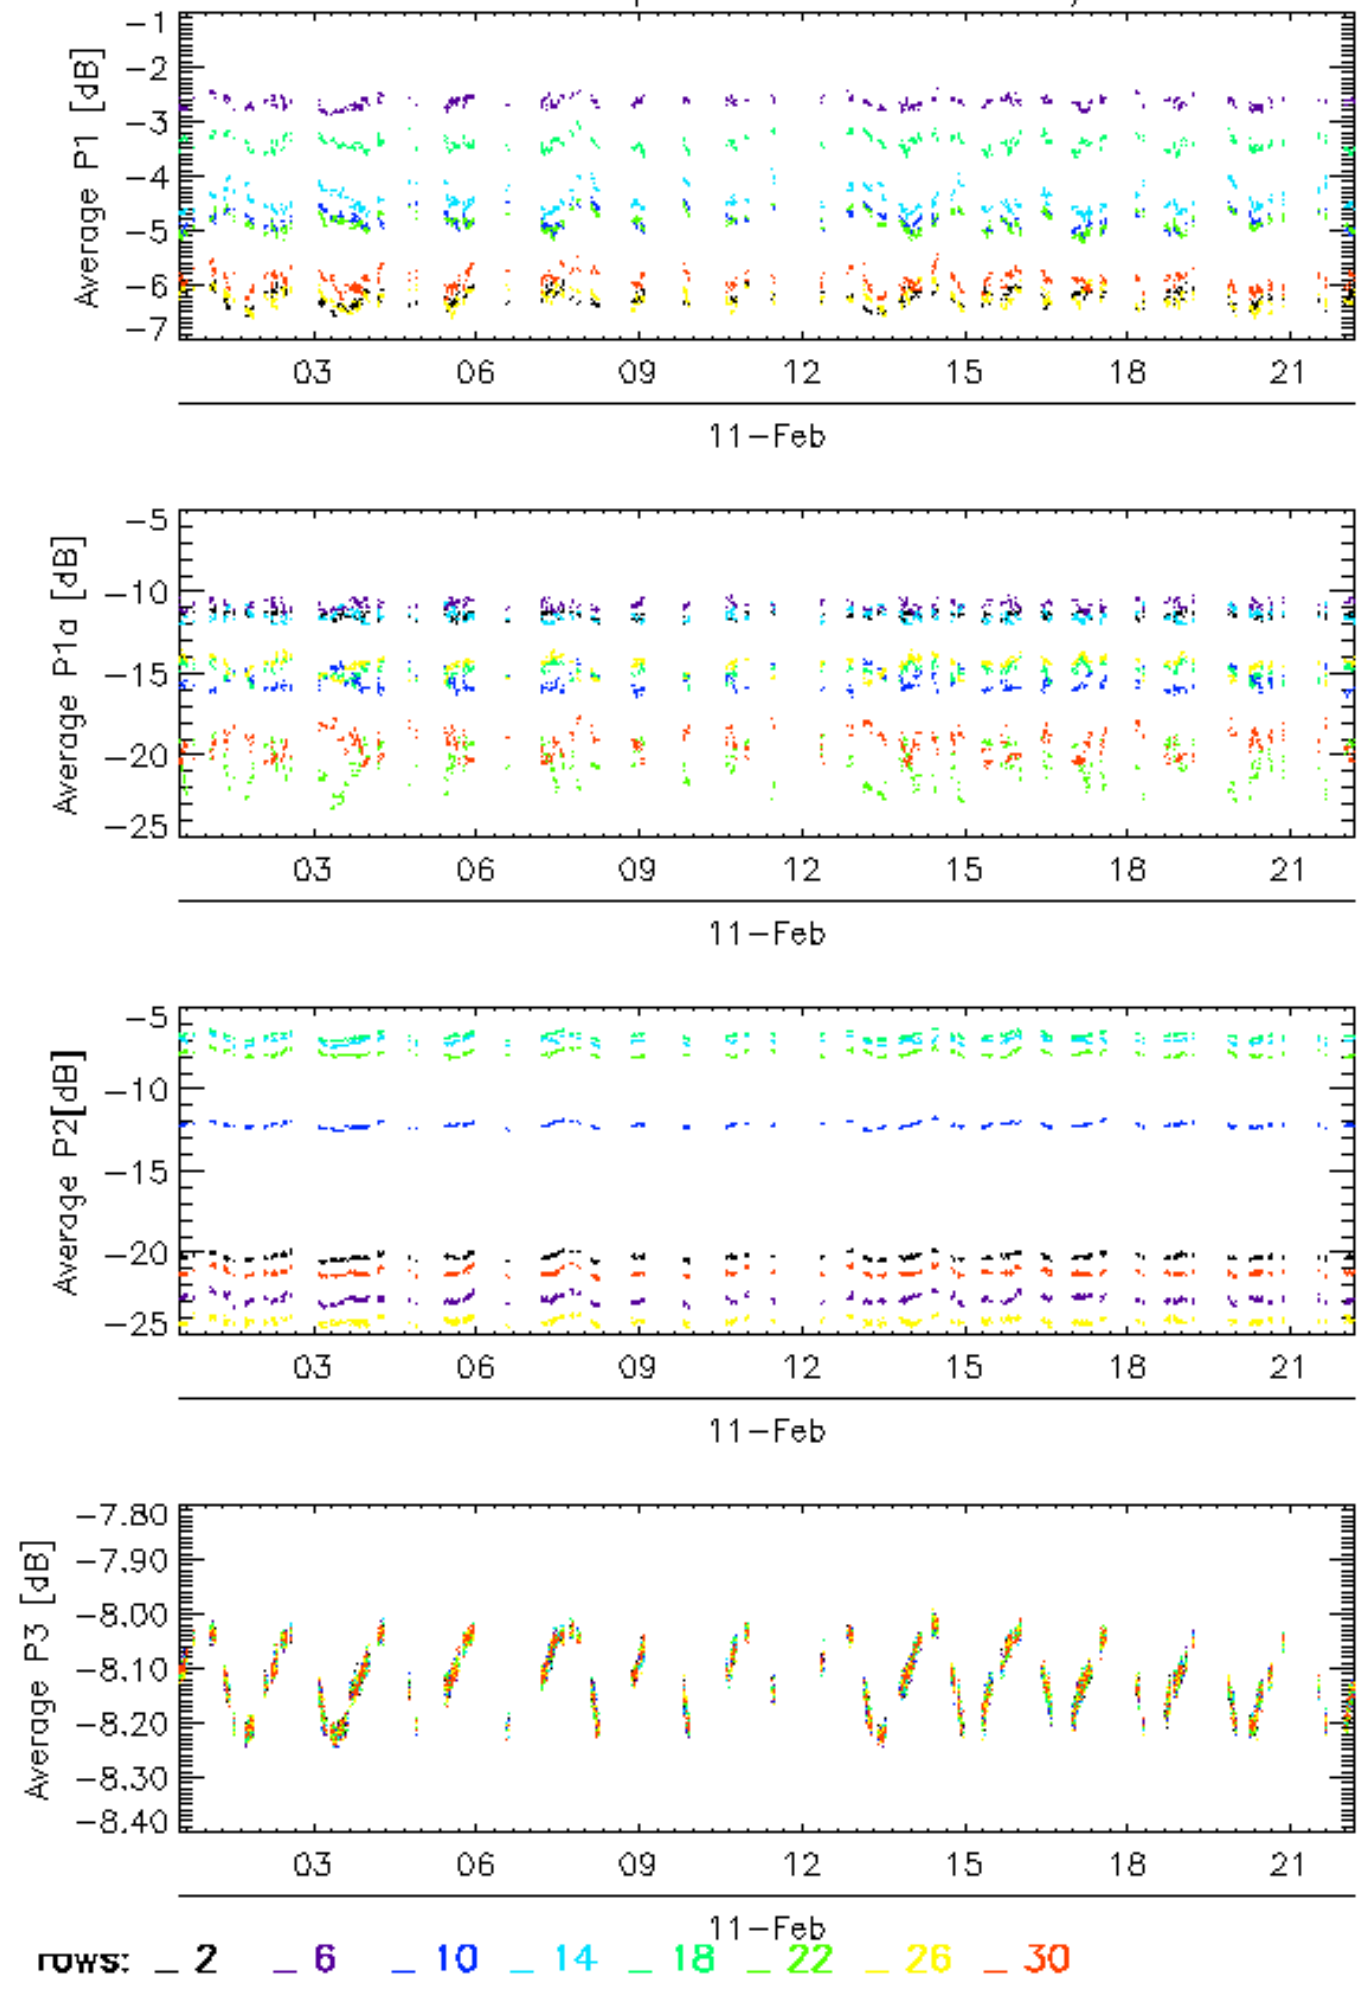 Average P1 [dB]
-1
-2
-3
-4
-5
-6
-7
03 06 09 12 15 18 21
11-Feb
Average P1a [dB]
-5
-10
-15
-20
-25
03 06 09 12 15 18 21
11-Feb
Average P2[dB]
-5
-10
-15
-20
-25
03 06 09 12 15 18 21
11-Feb
Average P3 [dB]
-7.80
-7.90
-8.00
-8.10
-8.20
-8.30
-8.40
03 06 09 12 15 18 21
11-Feb
rows: _ 2 _ 6 _ 10 _ 14 _ 18 _ 22 _ 26 _ 30